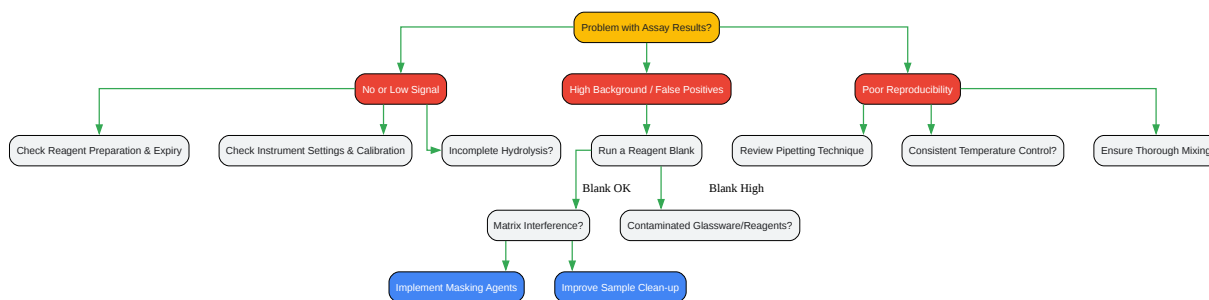 Problem with Assay Results?
No or Low Signal
High Background / False Positives
Poor Reproducibility
Check Reagent Preparation & Expiry
Check Instrument Settings & Calibration
Incomplete Hydrolysis?
Run a Reagent Blank
Review Pipetting Technique
Consistent Temperature Control?
Ensure Thorough Mixing
Blank OK
Blank High
Matrix Interference?
Contaminated Glassware/Reagents?
Implement Masking Agents
Improve Sample Clean-up